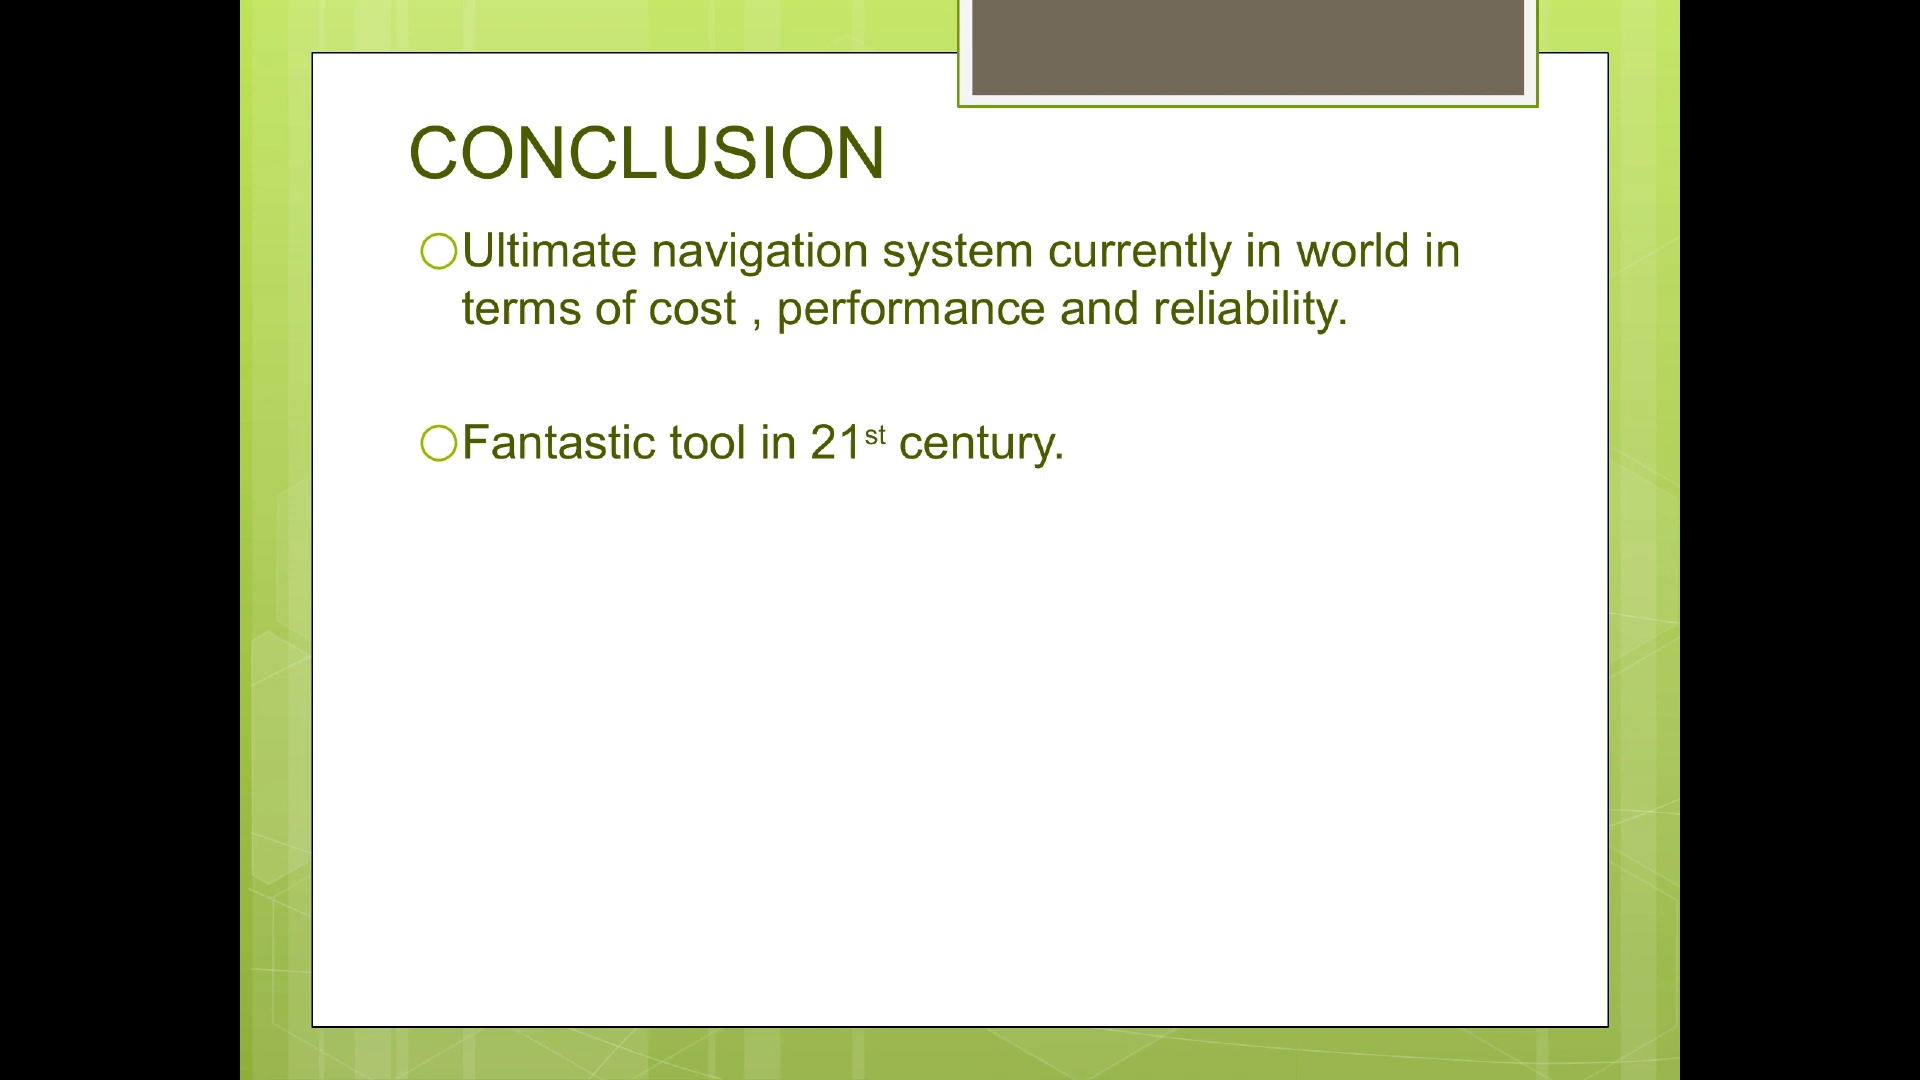 CONCLUSION
Ultimate navigation system currently in world in
terms of cost , performance and reliability.
Fantastic tool in 21st century.